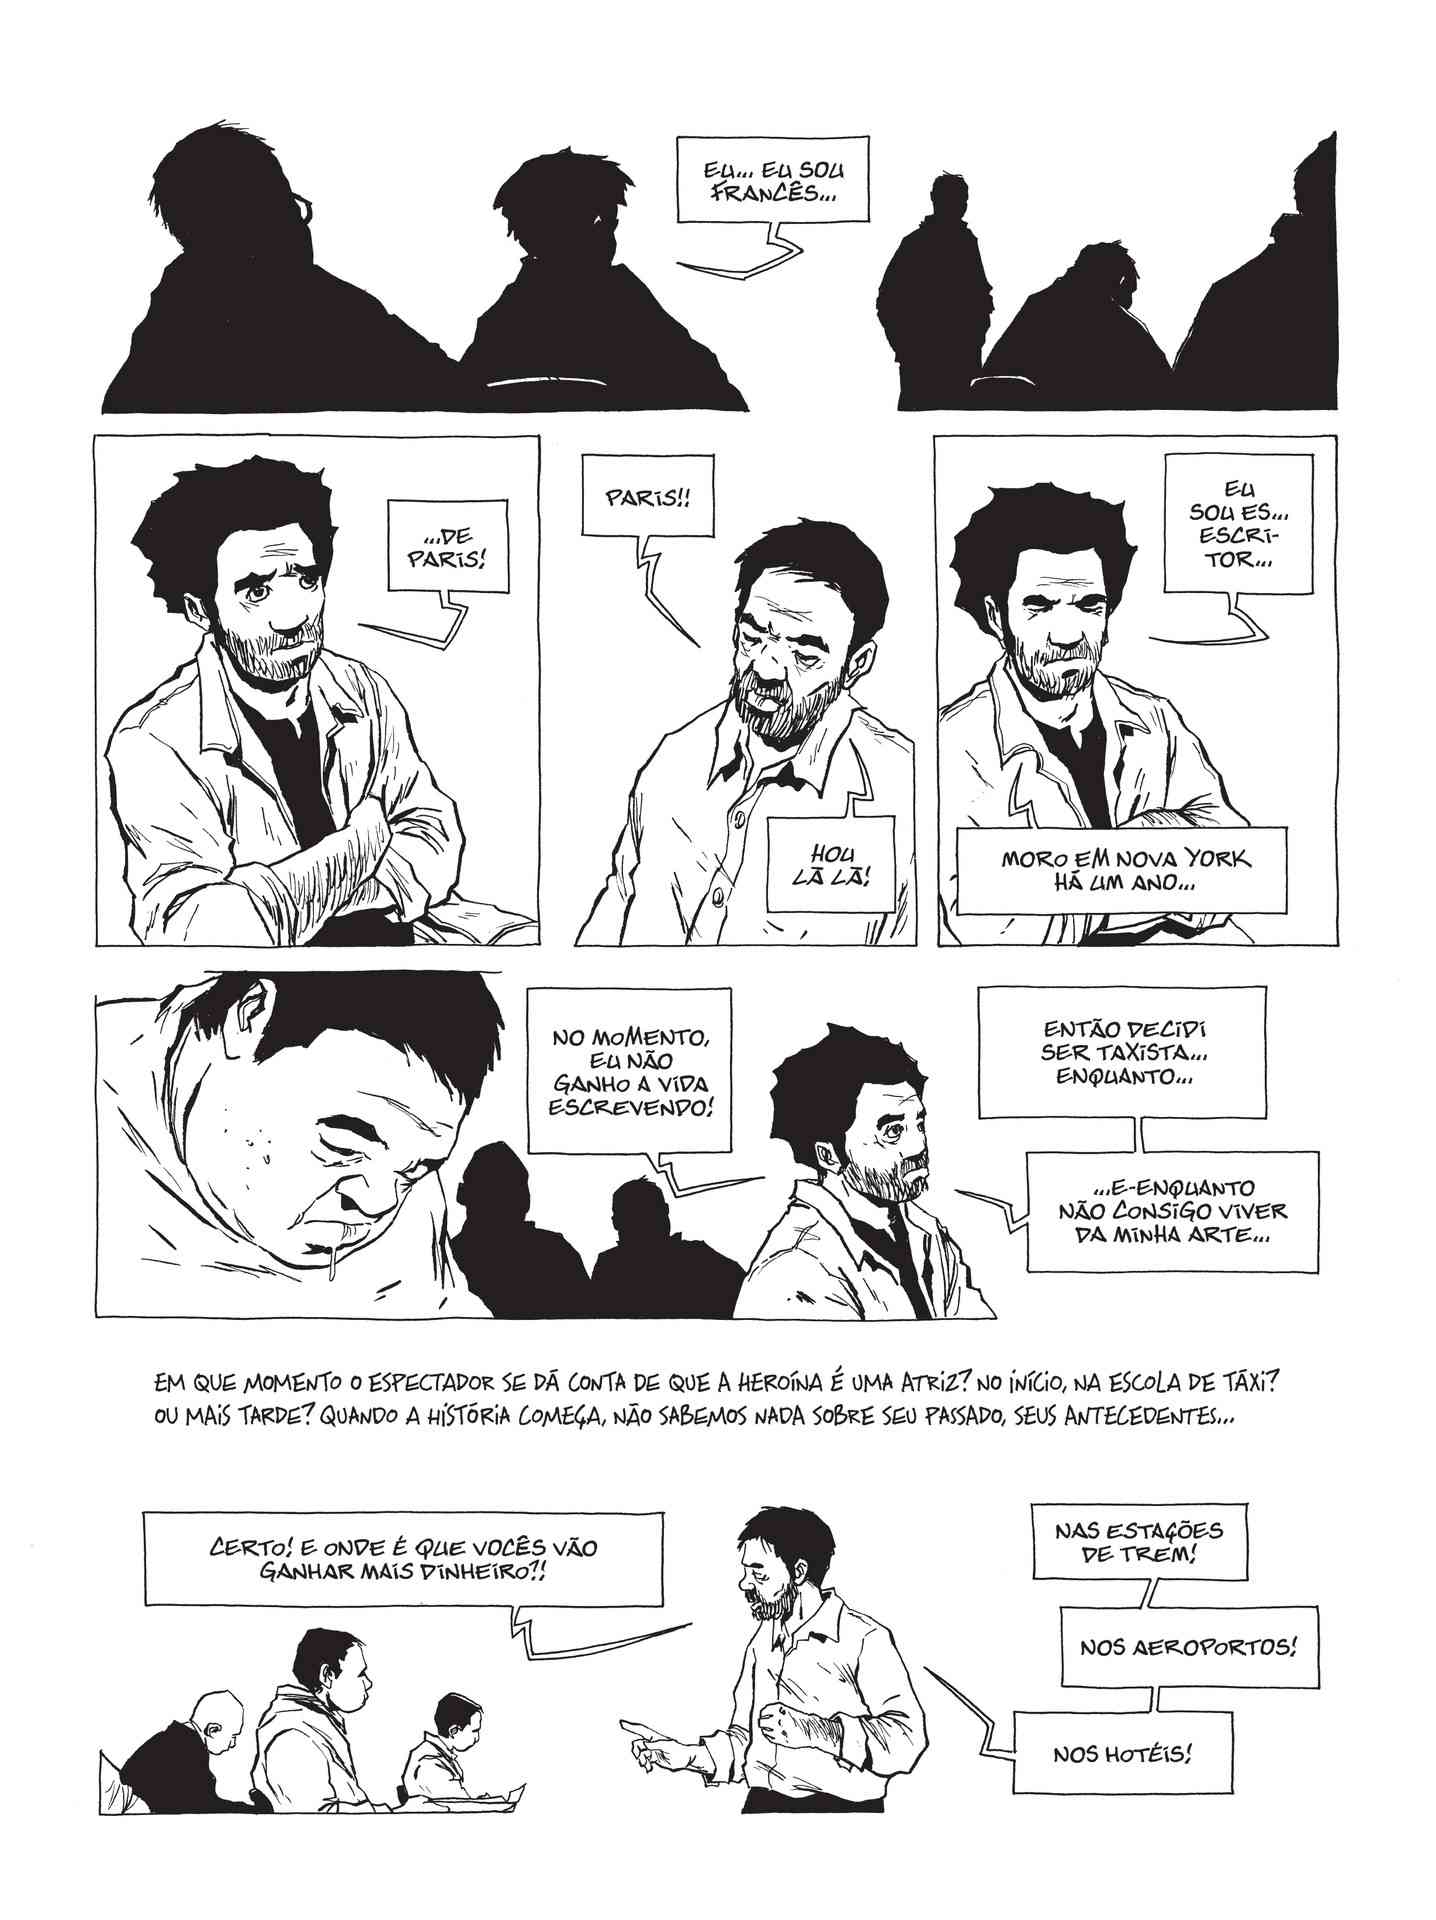 EU... EU SOU
FRANCÊS...
...DE
PARIS!
PARIS!!
HOU
LÃ LÃ!
EU
SOU ES...
ESCRI-
TOR...
MORO EM NOVA YORK
HÁ UM ANO...
NO MOMENTO,
EU NÃO
GANHO A VIDA
ESCREVENDO!
ENTÃO DECIDI
SER TAXISTA...
ENQUANTO...
...E-ENQUANTO
NÃO CONSIGO VIVER
DA MINHA ARTE...
EM QUE MOMENTO O ESPECTADOR SE DÁ CONTA DE QUE A HEROÍNA É UMA ATRIZ? NO INÍCIO, NA ESCOLA DE TÁXI?
OU MAIS TARDE? QUANDO A HISTÓRIA COMEÇA, NÃO SABEMOS NADA SOBRE SEU PASSADO, SEUS ANTECEDENTES...
CERTO! E ONDE É QUE VOCÊS VÃO
GANHAR MAIS DINHEIRO?!
NAS ESTAÇÕES
DE TREM!
NOS AEROPORTOS!
NOS HOTÉIS!